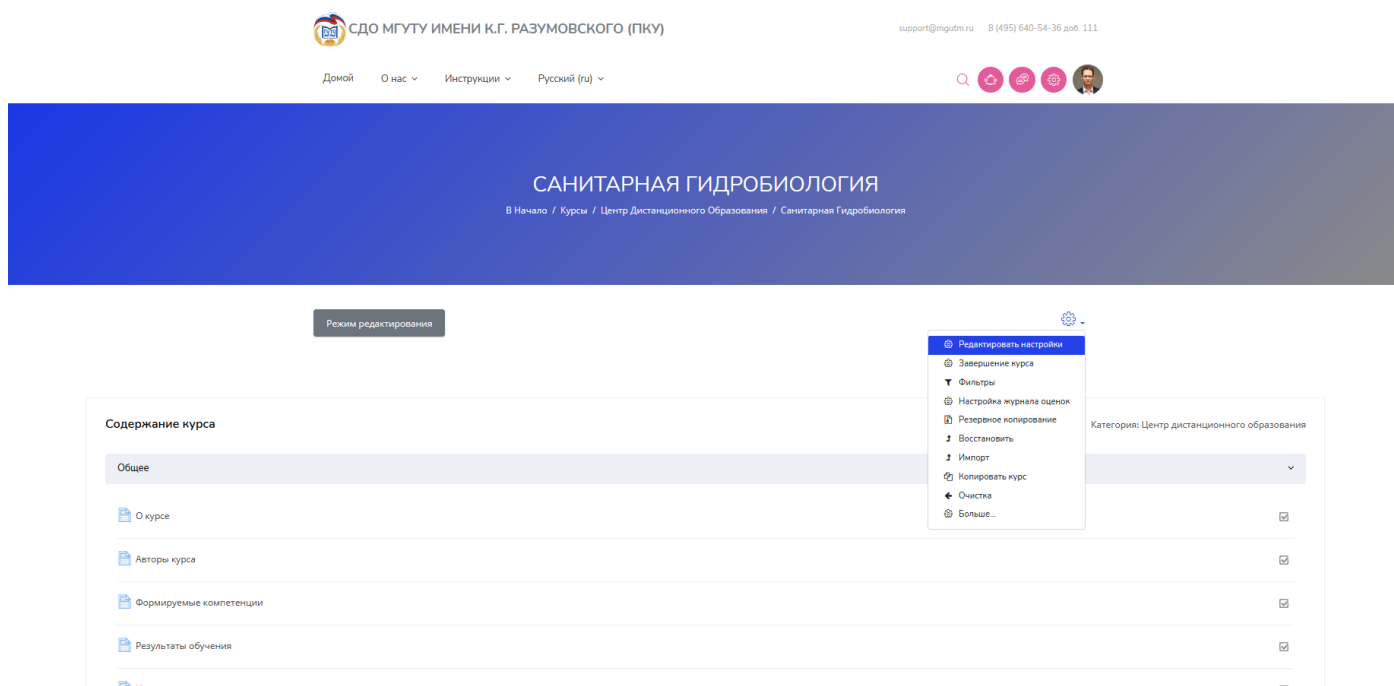 СДО МГУТУ ИМЕНИ К.Г. РАЗУМОВСКОГО (ПКУ)
support@mgutm.ru 8 (495) 640-54-36 доб. 111
Домой О нас Инструкции Русский (ru)
САНИТАРНАЯ ГИДРОБИОЛОГИЯ
В Начало / Курсы / Центр Дистанционного Образования / Санитарная Гидробиология
Режим редактирования
Редактировать настройки
Завершение курса
Фильтры
Настройка журнала оценок
Резервное копирование
Восстановить
Импорт
Копировать курс
Очистка
Больше...
Содержание курса
Категория: Центр дистанционного образования
Общее
О курсе
Авторы курса
Формируемые компетенции
Результаты обучения